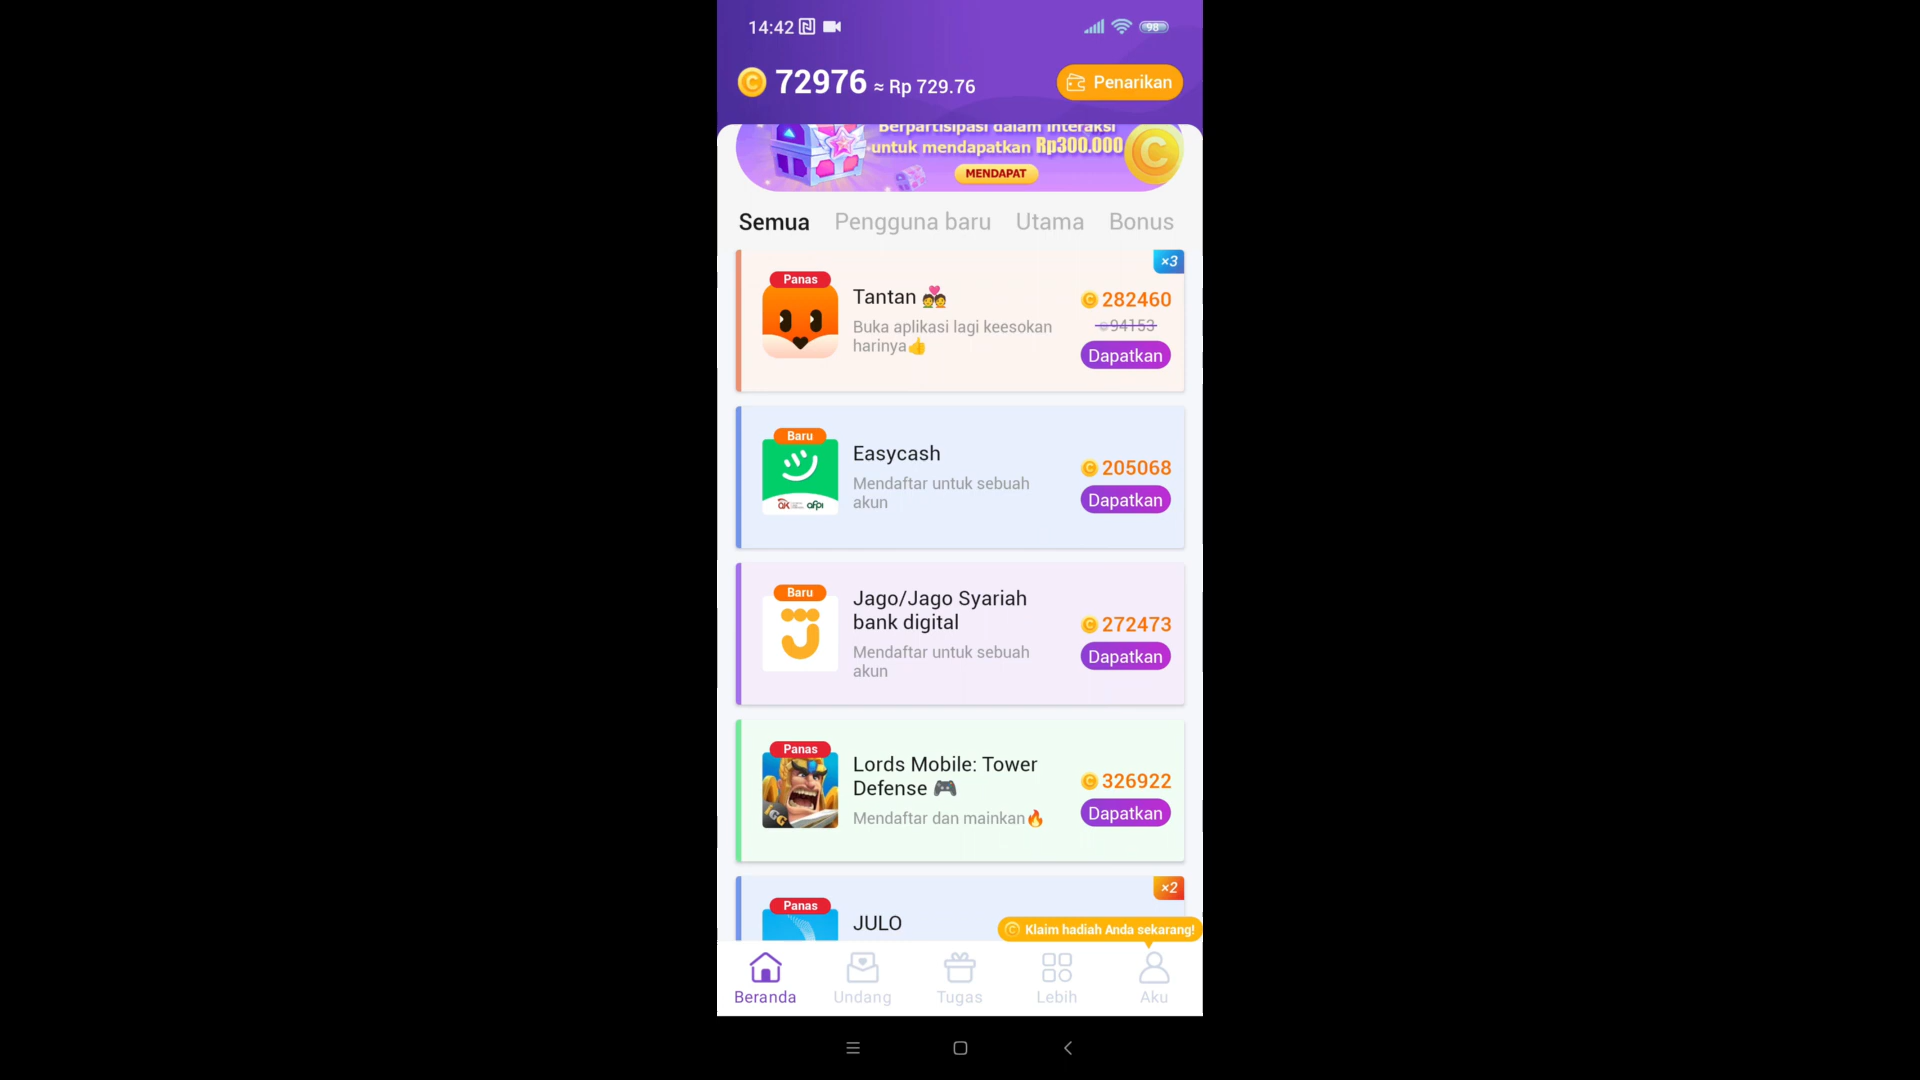 14:42
98
72976 ≈ Rp 729.76
Penarikan
Berpartisipasi dalam interaksi
untuk mendapatkan Rp300.000
MENDAPAT
Semua Pengguna baru Utama Bonus
×3
Panas
Tantan
Buka aplikasi lagi keesokan
harinya
282460
94153
Dapatkan
Baru
Easycash
Mendaftar untuk sebuah
akun
afpi
205068
Dapatkan
Baru
Jago/Jago Syariah
bank digital
Mendaftar untuk sebuah
akun
272473
Dapatkan
Panas
IGG
Lords Mobile: Tower
Defense
Mendaftar dan mainkan
326922
Dapatkan
×2
Panas
JULO
Klaim hadiah Anda sekarang!
Beranda Undang Tugas Lebih Aku